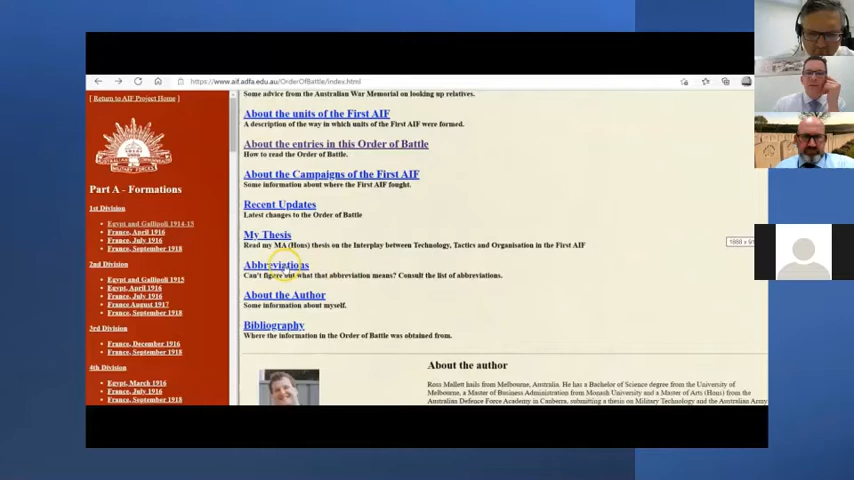 https://www.aif.adfa.edu.au/OrderOfBattle/index.html
[ Return to AIF Project Home ]
AUSTRALIAN COMMONWEALTH
MILITARY FORCES
Part A - Formations
1st Division
Egypt and Gallipoli 1914-15
France, April 1916
France, July 1916
France, September 1918
2nd Division
Egypt and Gallipoli 1915
Egypt, April 1916
France, July 1916
France August 1917
France, September 1918
3rd Division
France, December 1916
France, September 1918
4th Division
Egypt, March 1916
France, July 1916
France, September 1918
Some advice from the Australian War Memorial on looking up relatives.
About the units of the First AIF
A description of the way in which units of the First AIF were formed.
About the entries in this Order of Battle
How to read the Order of Battle.
About the Campaigns of the First AIF
Some information about where the First AIF fought.
Recent Updates
Latest changes to the Order of Battle
My Thesis
Read my MA (Hons) thesis on the Interplay between Technology, Tactics and Organisation in the First AIF
Abbreviations
Can't figure out what that abbreviation means? Consult the list of abbreviations.
About the Author
Some information about myself.
Bibliography
Where the information in the Order of Battle was obtained from.
About the author
Ross Mallett hails from Melbourne, Australia. He has a Bachelor of Science degree from the University of
Melbourne, a Master of Business Administration from Monash University and a Master of Arts (Hons) from the
Australian Defence Force Academy in Canberra, submitting a thesis on Military Technology and the Australian Army